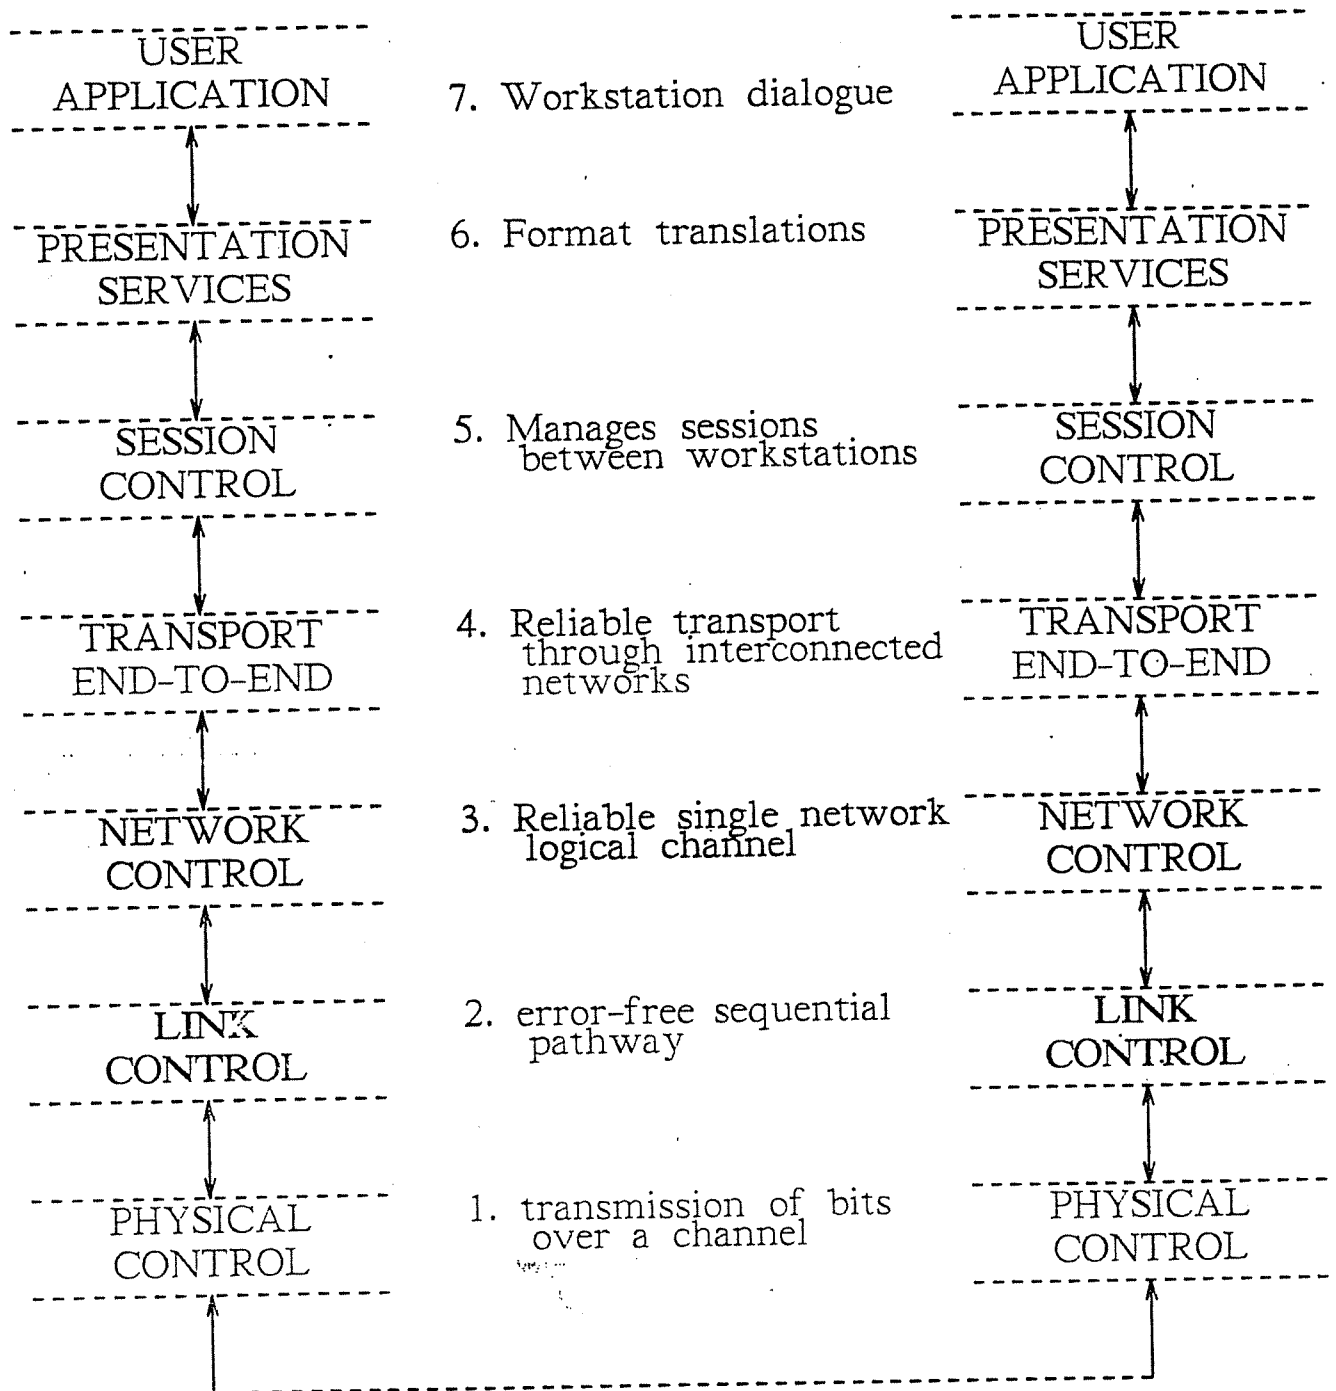 USER
APPLICATION
7. Workstation dialogue
USER
APPLICATION
PRESENTATION
SERVICES
6. Format translations
PRESENTATION
SERVICES
SESSION
CONTROL
5. Manages sessions
between workstations
SESSION
CONTROL
TRANSPORT
END-TO-END
4. Reliable transport
through interconnected
networks
TRANSPORT
END-TO-END
NETWORK
CONTROL
3. Reliable single network
logical channel
NETWORK
CONTROL
LINK
CONTROL
2. error-free sequential
pathway
LINK
CONTROL
PHYSICAL
CONTROL
1. transmission of bits
over a channel
PHYSICAL
CONTROL